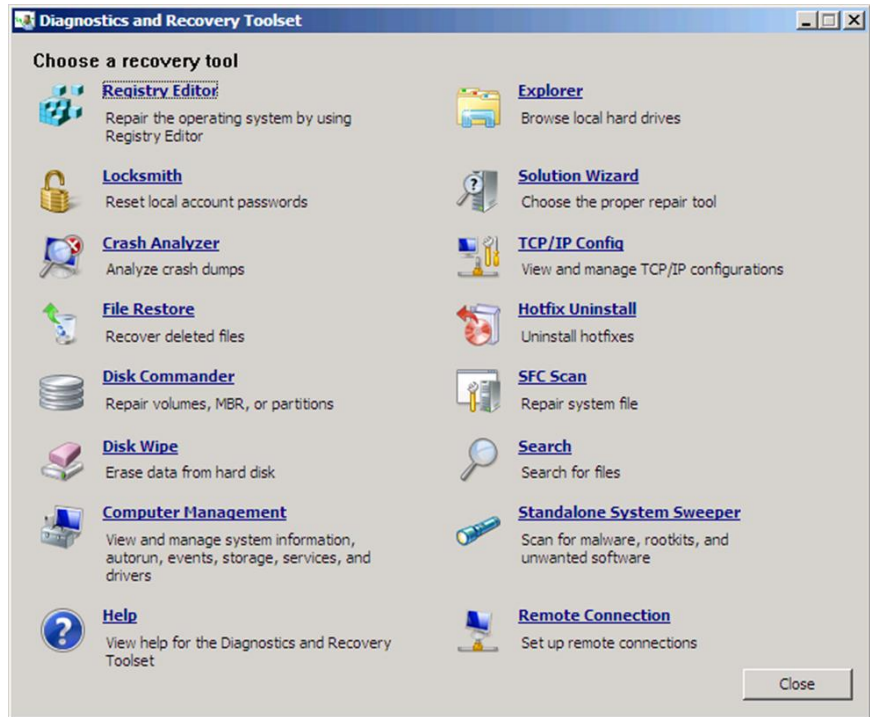 Diagnostics and Recovery Toolset
Choose a recovery tool
Registry Editor
Repair the operating system by using
Registry Editor
Explorer
Browse local hard drives
Locksmith
Reset local account passwords
Solution Wizard
Choose the proper repair tool
Crash Analyzer
Analyze crash dumps
TCP/IP Config
View and manage TCP/IP configurations
File Restore
Recover deleted files
Hotfix Uninstall
Uninstall hotfixes
Disk Commander
Repair volumes, MBR, or partitions
SFC Scan
Repair system file
Disk Wipe
Erase data from hard disk
Search
Search for files
Computer Management
View and manage system information,
autorun, events, storage, services, and
drivers
Standalone System Sweeper
Scan for malware, rootkits, and
unwanted software
Help
View help for the Diagnostics and Recovery
Toolset
Remote Connection
Set up remote connections
Close